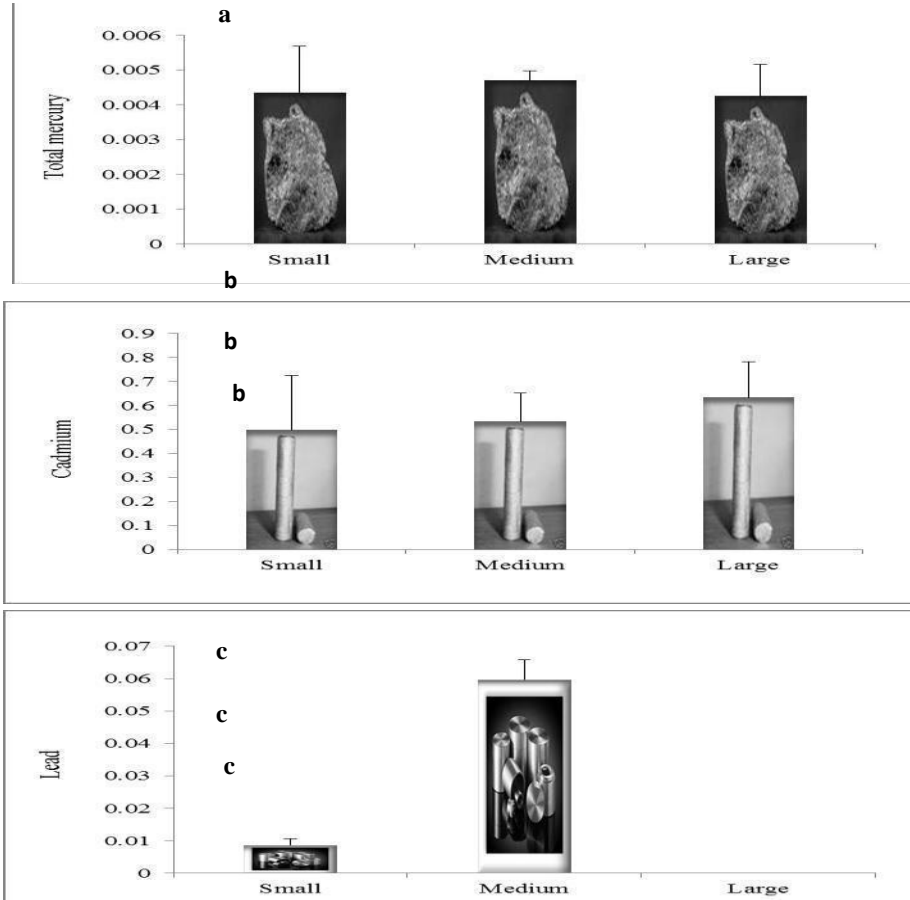 a
0.006
0.005
0.004
0.003
0.002
0.001
0
Total mercury
Small Medium Large
b
0.9
0.8
0.7
0.6
0.5
0.4
0.3
0.2
0.1
0
b
b
Cadmium
Small Medium Large
0.07
0.06
0.05
0.04
0.03
0.02
0.01
0
c
c
c
Lead
Small Medium Large